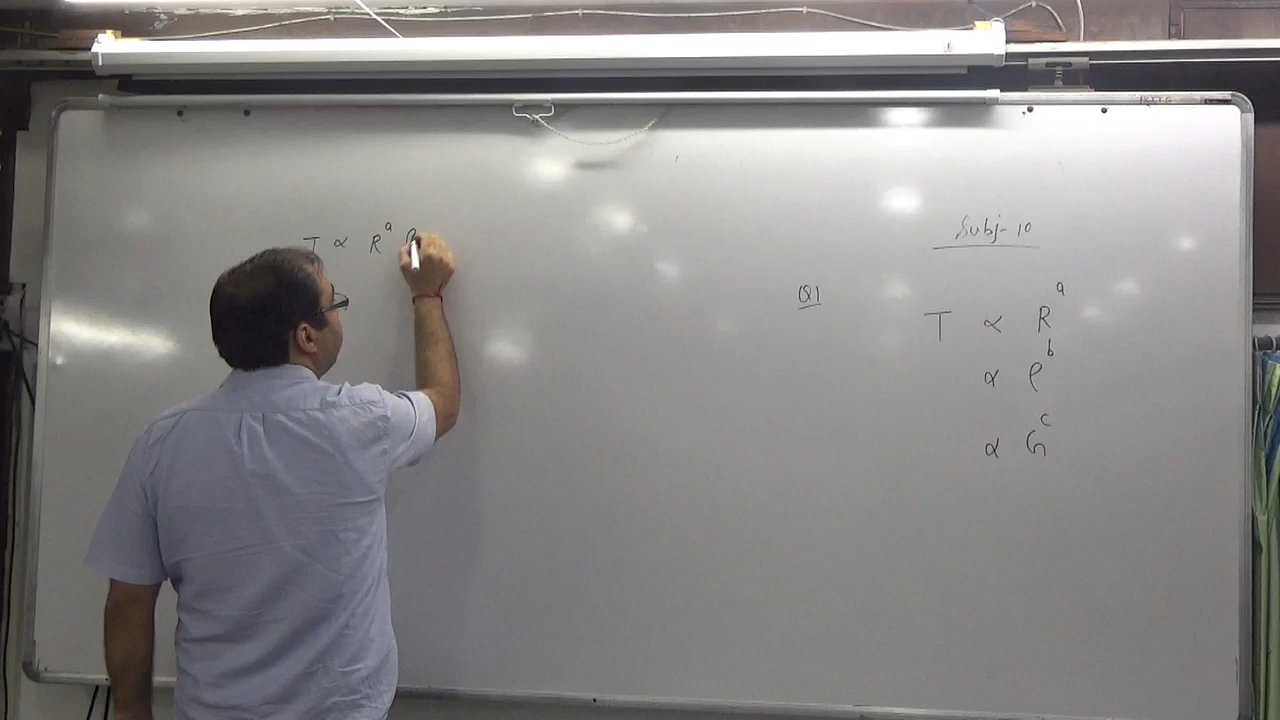 T ∝ R^a ρ
Subj-10
Q1
T ∝ R^a
∝ ρ^b
∝ G^c